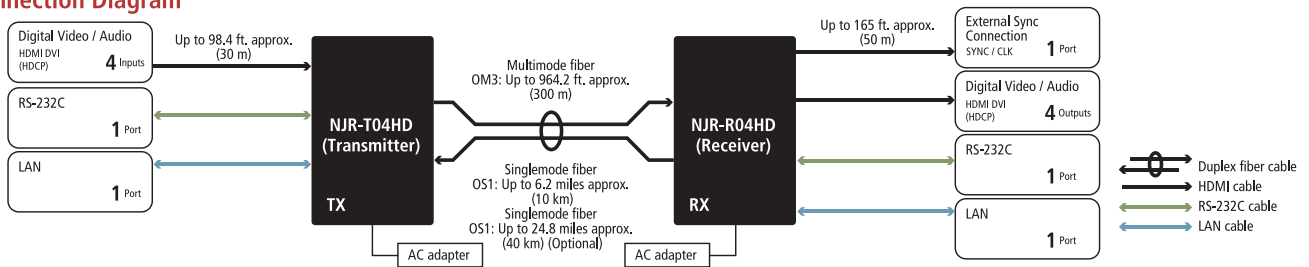 nection Diagram
Digital Video / Audio
HDMI DVI
(HDCP)
4 Inputs
RS-232C
1 Port
LAN
1 Port
Up to 98.4 ft. approx.
(30 m)
NJR-T04HD
(Transmitter)
TX
AC adapter
Multimode fiber
OM3: Up to 964.2 ft. approx.
(300 m)
Singlemode fiber
OS1: Up to 6.2 miles approx.
(10 km)
Singlemode fiber
OS1: Up to 24.8 miles approx.
(40 km) (Optional)
NJR-R04HD
(Receiver)
RX
AC adapter
Up to 165 ft. approx.
(50 m)
External Sync
Connection
SYNC / CLK
1 Port
Digital Video / Audio
HDMI DVI
(HDCP)
4 Outputs
RS-232C
1 Port
LAN
1 Port
Duplex fiber cable
HDMI cable
RS-232C cable
LAN cable